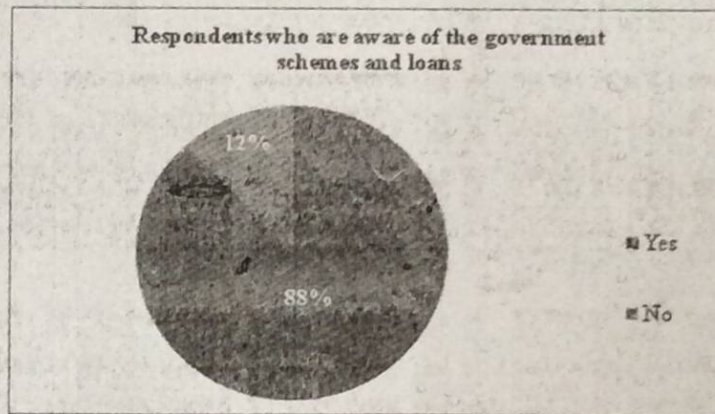 Respondents who are aware of the government
schemes and loans
12%
88%
Yes
No